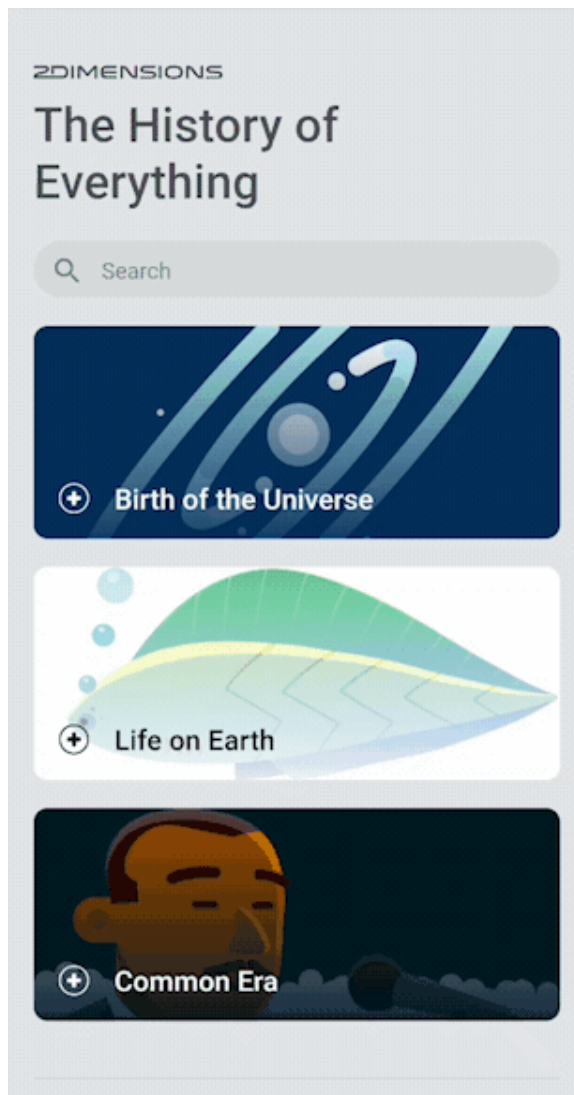 2DIMENSIONS
The History of
Everything
Search
Birth of the Universe
Life on Earth
Common Era